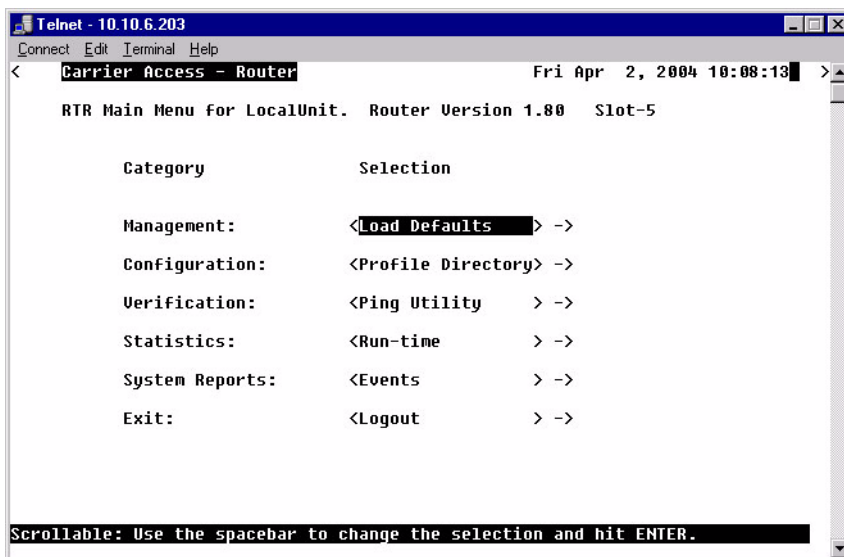 Telnet - 10.10.6.203
Connect Edit Terminal Help
< Carrier Access - Router Fri Apr 2, 2004 10:08:13 >
RTR Main Menu for LocalUnit. Router Version 1.80 Slot-5
Category Selection
Management: <Load Defaults > ->
Configuration: <Profile Directory> ->
Verification: <Ping Utility > ->
Statistics: <Run-time > ->
System Reports: <Events > ->
Exit: <Logout > ->
Scrollable: Use the spacebar to change the selection and hit ENTER.